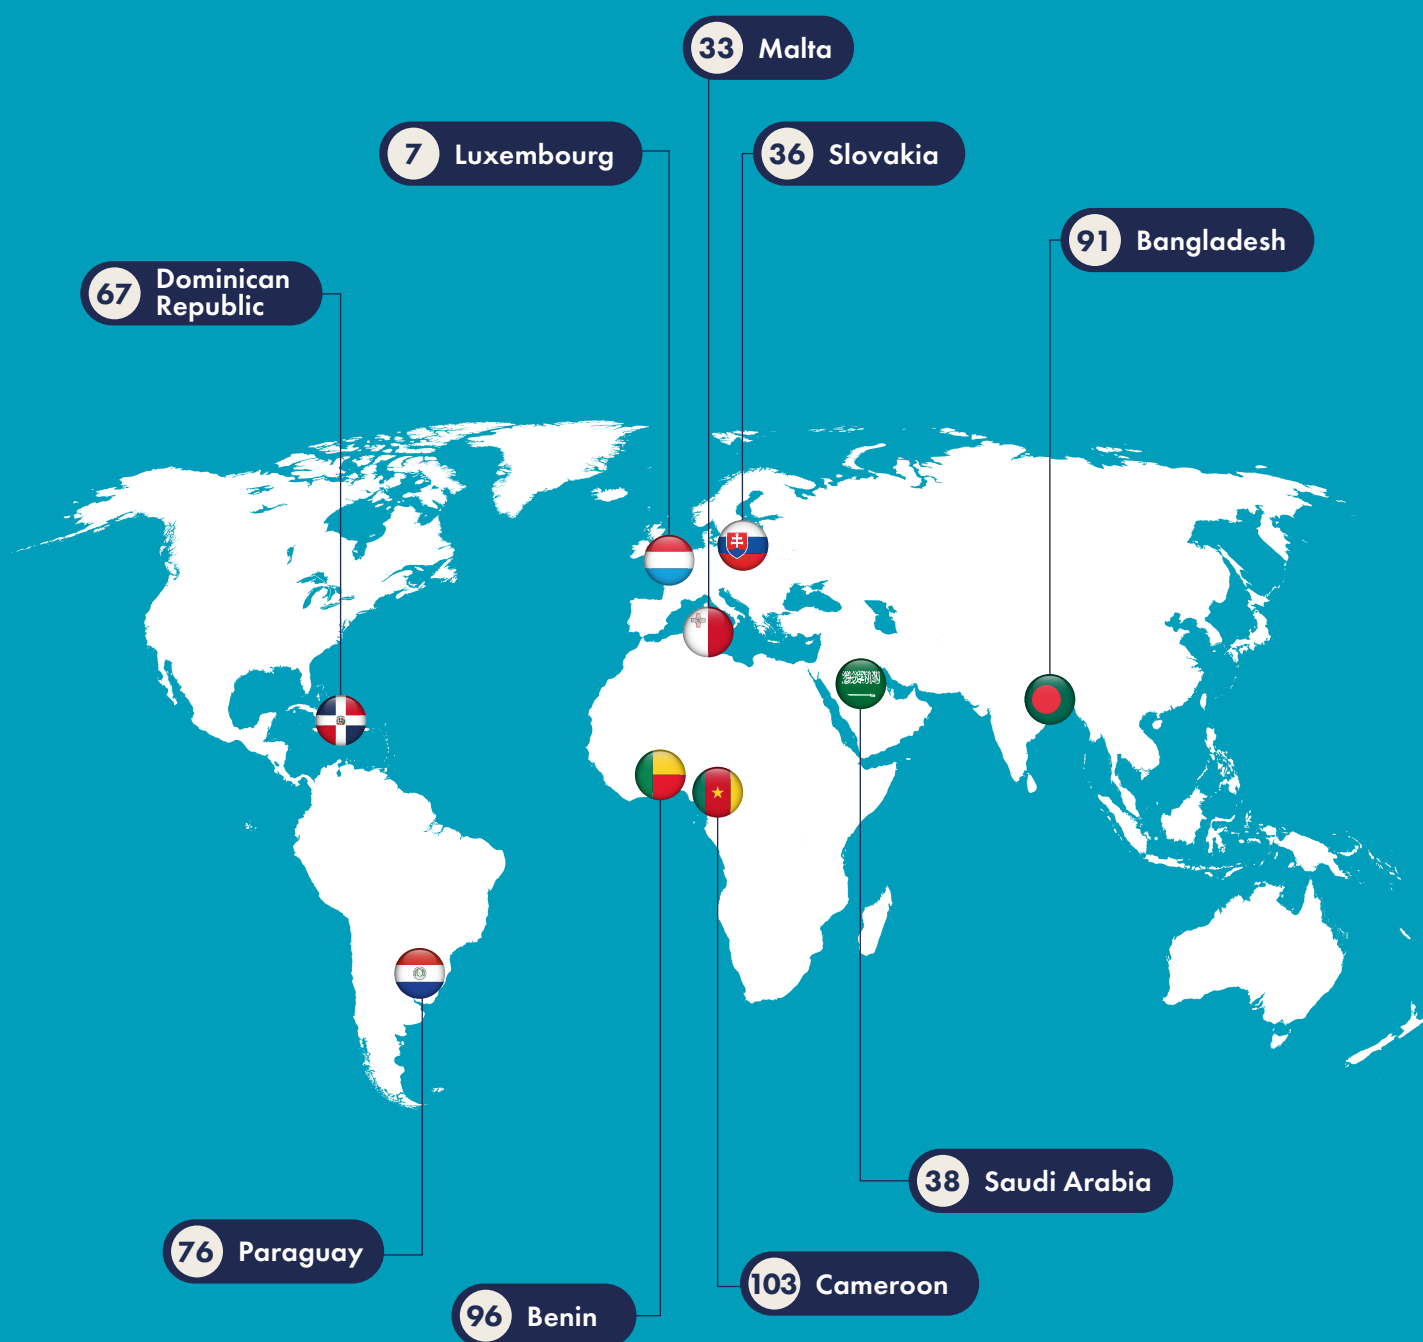 33 Malta
7 Luxembourg
36 Slovakia
91 Bangladesh
67 Dominican
Republic
38 Saudi Arabia
76 Paraguay
103 Cameroon
96 Benin